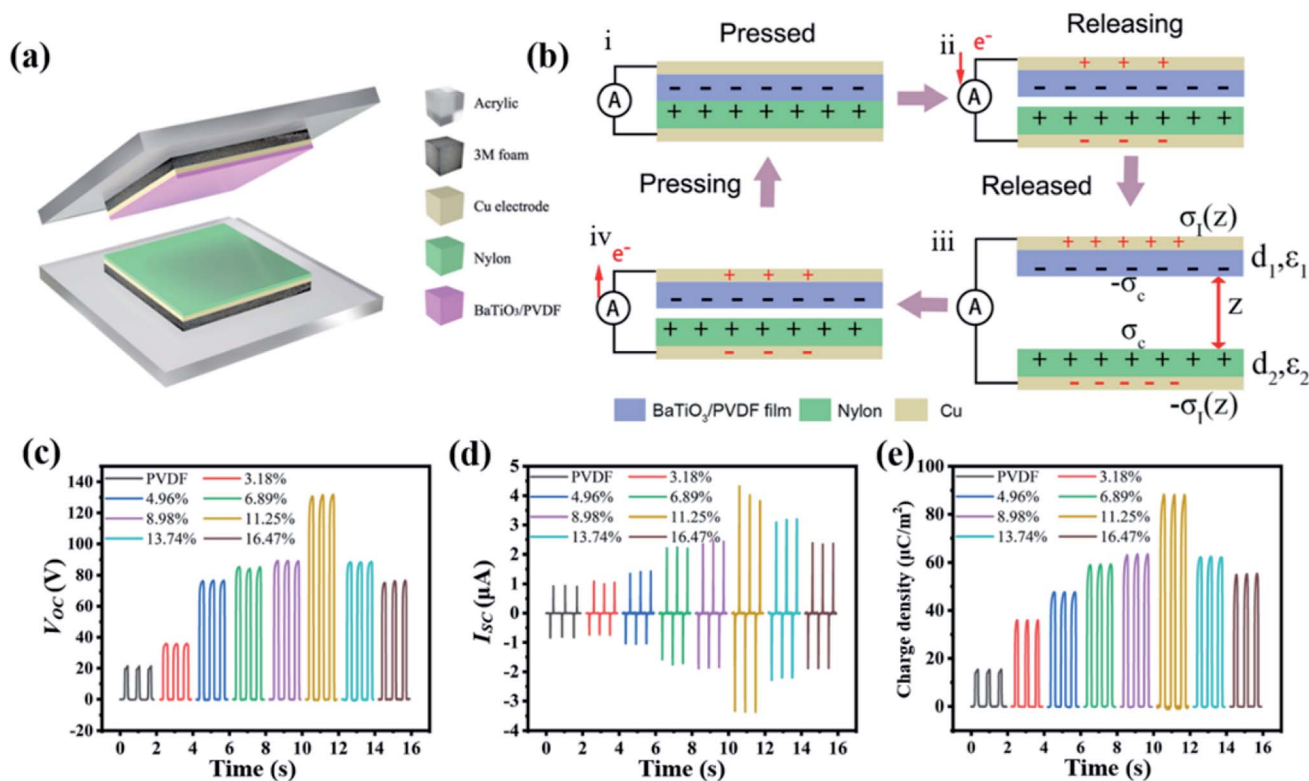 (a)
Acrylic
3M foam
Cu electrode
Nylon
BaTiO₃/PVDF
(b)
i
Pressed
A
ii
e⁻
Releasing
A
+ + +
- - - - - - -
+ + + + + + +
- - -
- - - - - - -
+ + + + + + +
Pressing
Released
iv
e⁻
A
+ + +
- - - - - - -
+ + + + + + +
- - -
iii
A
σI(z)
+ + + + +
- - - - - - -
d₁,ε₁
-σc
z
σc
+ + + + + + +
d₂,ε₂
- - - - -
-σI(z)
BaTiO₃/PVDF film
Nylon
Cu
(c)
PVDF 3.18%
4.96% 6.89%
8.98% 11.25%
13.74% 16.47%
VOC (V)
140
120
100
80
60
40
20
0
-20
0 2 4 6 8 10 12 14 16
Time (s)
(d)
PVDF 3.18%
4.96% 6.89%
8.98% 11.25%
13.74% 16.47%
ISC (μA)
5
4
3
2
1
0
-1
-2
-3
-4
0 2 4 6 8 10 12 14 16
Time (s)
(e)
PVDF 3.18%
4.96% 6.89%
8.98% 11.25%
13.74% 16.47%
Charge density (μC/m²)
100
80
60
40
20
0
0 2 4 6 8 10 12 14 16
Time (s)